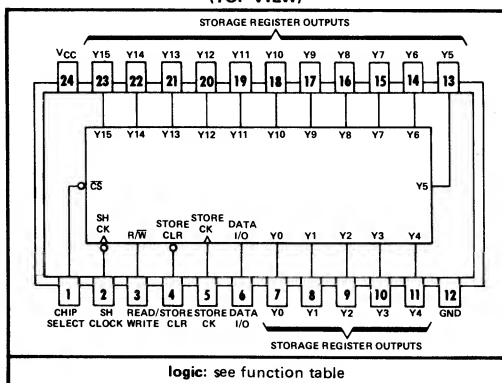 (TOP VIEW)
STORAGE REGISTER OUTPUTS
VCC Y15 Y14 Y13 Y12 Y11 Y10 Y9 Y8 Y7 Y6 Y5
24 23 22 21 20 19 18 17 16 15 14 13
Y15 Y14 Y13 Y12 Y11 Y10 Y9 Y8 Y7 Y6
CS Y5
SH CK R/W STORE CLR STORE CK DATA I/O Y0 Y1 Y2 Y3 Y4
1 2 3 4 5 6 7 8 9 10 11 12
CHIP SH READ/ STORE STORE DATA Y0 Y1 Y2 Y3 Y4 GND
SELECT CLOCK WRITE CLR CK I/O
STORAGE REGISTER OUTPUTS
logic: see function table